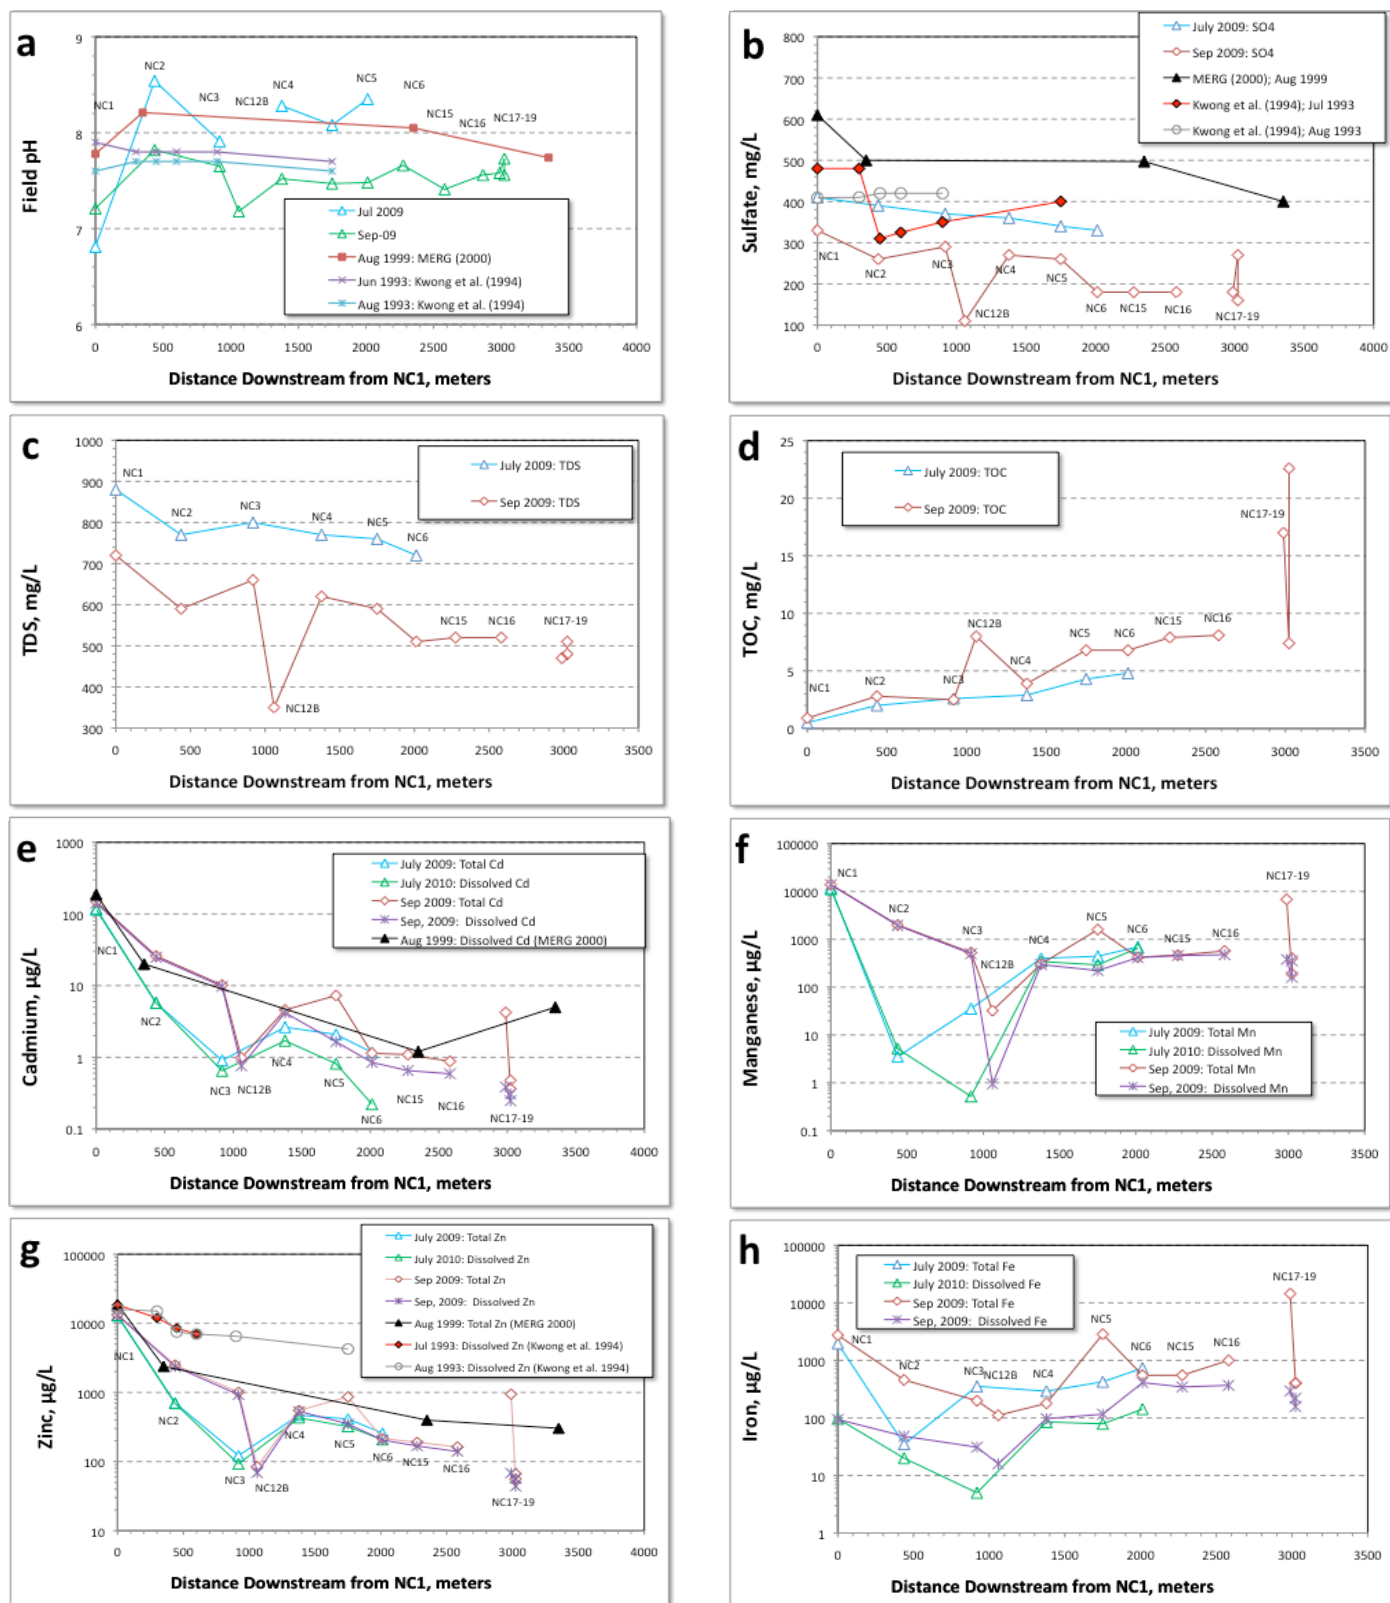 a
9
8
7
6
Field pH
NC1
NC2
NC3
NC12B
NC4
NC5
NC6
NC15
NC16
NC17-19
Jul 2009
Sep-09
Aug 1999: MERG (2000)
Jun 1993: Kwong et al. (1994)
Aug 1993: Kwong et al. (1994)
0 500 1000 1500 2000 2500 3000 3500 4000
Distance Downstream from NC1, meters
b
800
700
600
500
400
300
200
100
Sulfate, mg/L
July 2009: SO4
Sep 2009: SO4
MERG (2000); Aug 1999
Kwong et al. (1994); Jul 1993
Kwong et al. (1994); Aug 1993
NC1
NC2
NC3
NC12B
NC4
NC5
NC6
NC15
NC16
NC17-19
0 500 1000 1500 2000 2500 3000 3500 4000
Distance Downstream from NC1, meters
c
1000
900
800
700
600
500
400
300
TDS, mg/L
July 2009: TDS
Sep 2009: TDS
NC1
NC2
NC3
NC4
NC5
NC6
NC12B
NC15
NC16
NC17-19
0 500 1000 1500 2000 2500 3000 3500
Distance Downstream from NC1, meters
d
25
20
15
10
5
0
TOC, mg/L
July 2009: TOC
Sep 2009: TOC
NC1
NC2
NC3
NC12B
NC4
NC5
NC6
NC15
NC16
NC17-19
0 500 1000 1500 2000 2500 3000 3500
Distance Downstream from NC1, meters
e
1000
100
10
1
0.1
Cadmium, µg/L
July 2009: Total Cd
July 2010: Dissolved Cd
Sep 2009: Total Cd
Sep, 2009: Dissolved Cd
Aug 1999: Dissolved Cd (MERG 2000)
NC1
NC2
NC3
NC12B
NC4
NC5
NC6
NC15
NC16
NC17-19
0 500 1000 1500 2000 2500 3000 3500 4000
Distance Downstream from NC1, meters
f
100000
10000
1000
100
10
1
0.1
Manganese, µg/L
NC1
NC2
NC3
NC12B
NC4
NC5
NC6
NC15
NC16
NC17-19
July 2009: Total Mn
July 2010: Dissolved Mn
Sep 2009: Total Mn
Sep, 2009: Dissolved Mn
0 500 1000 1500 2000 2500 3000 3500
Distance Downstream from NC1, meters
g
100000
10000
1000
100
10
Zinc, µg/L
July 2009: Total Zn
July 2010: Dissolved Zn
Sep 2009: Total Zn
Sep, 2009: Dissolved Zn
Aug 1999: Total Zn (MERG 2000)
Jul 1993: Dissolved Zn (Kwong et al. 1994)
Aug 1993: Dissolved Zn (Kwong et al. 1994)
NC1
NC2
NC3
NC12B
NC4
NC5
NC6
NC15
NC16
NC17-19
0 500 1000 1500 2000 2500 3000 3500 4000
Distance Downstream from NC1, meters
h
100000
10000
1000
100
10
1
Iron, µg/L
July 2009: Total Fe
July 2010: Dissolved Fe
Sep 2009: Total Fe
Sep, 2009: Dissolved Fe
NC1
NC2
NC3
NC12B
NC4
NC5
NC6
NC15
NC16
NC17-19
0 500 1000 1500 2000 2500 3000 3500
Distance Downstream from NC1, meters